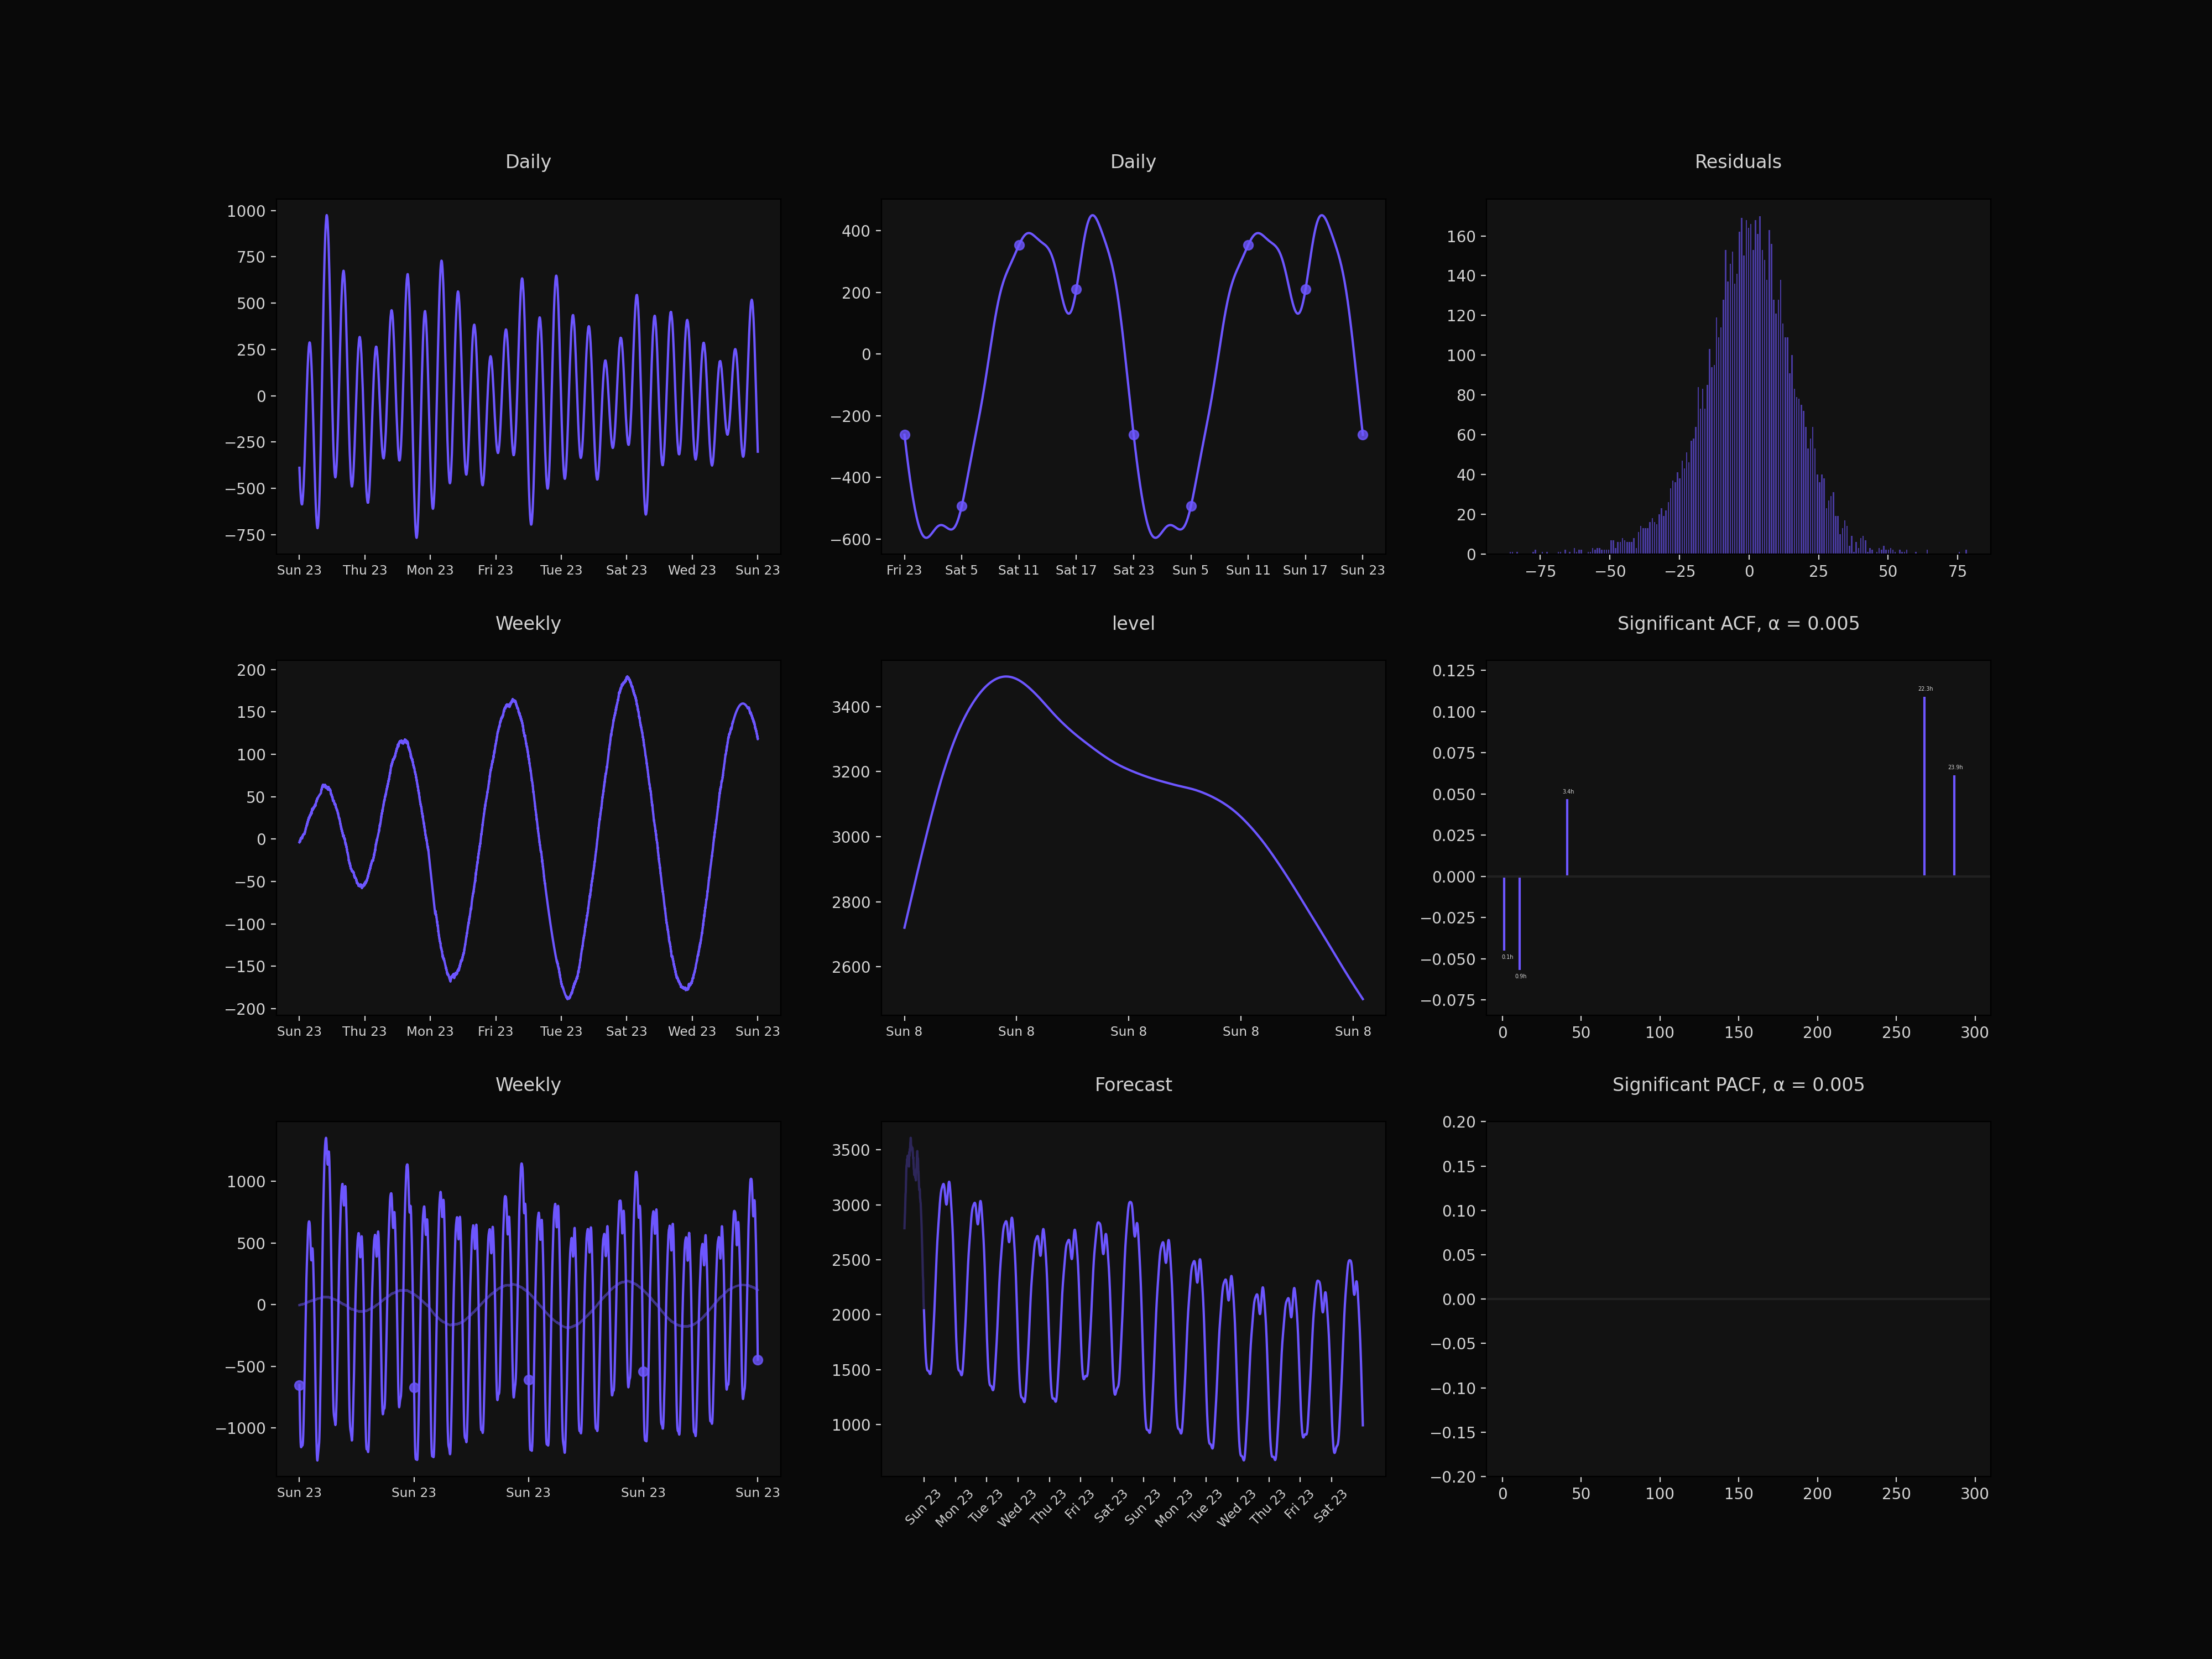 Daily
1000
750
500
250
0
−250
−500
−750
Sun 23 Thu 23 Mon 23 Fri 23 Tue 23 Sat 23 Wed 23 Sun 23
Daily
400
200
0
−200
−400
−600
Fri 23 Sat 5 Sat 11 Sat 17 Sat 23 Sun 5 Sun 11 Sun 17 Sun 23
Residuals
160
140
120
100
80
60
40
20
0
−75 −50 −25 0 25 50 75
Weekly
200
150
100
50
0
−50
−100
−150
−200
Sun 23 Thu 23 Mon 23 Fri 23 Tue 23 Sat 23 Wed 23 Sun 23
level
3400
3200
3000
2800
2600
Sun 8 Sun 8 Sun 8 Sun 8 Sun 8
Significant ACF, α = 0.005
0.125
0.100
0.075
0.050
0.025
0.000
−0.025
−0.050
−0.075
22.3h
23.9h
3.4h
0.1h
0.9h
0 50 100 150 200 250 300
Weekly
1000
500
0
−500
−1000
Sun 23 Sun 23 Sun 23 Sun 23 Sun 23
Forecast
3500
3000
2500
2000
1500
1000
Sun 23 Mon 23 Tue 23 Wed 23 Thu 23 Fri 23 Sat 23 Sun 23 Mon 23 Tue 23 Wed 23 Thu 23 Fri 23 Sat 23
Significant PACF, α = 0.005
0.20
0.15
0.10
0.05
0.00
−0.05
−0.10
−0.15
−0.20
0 50 100 150 200 250 300